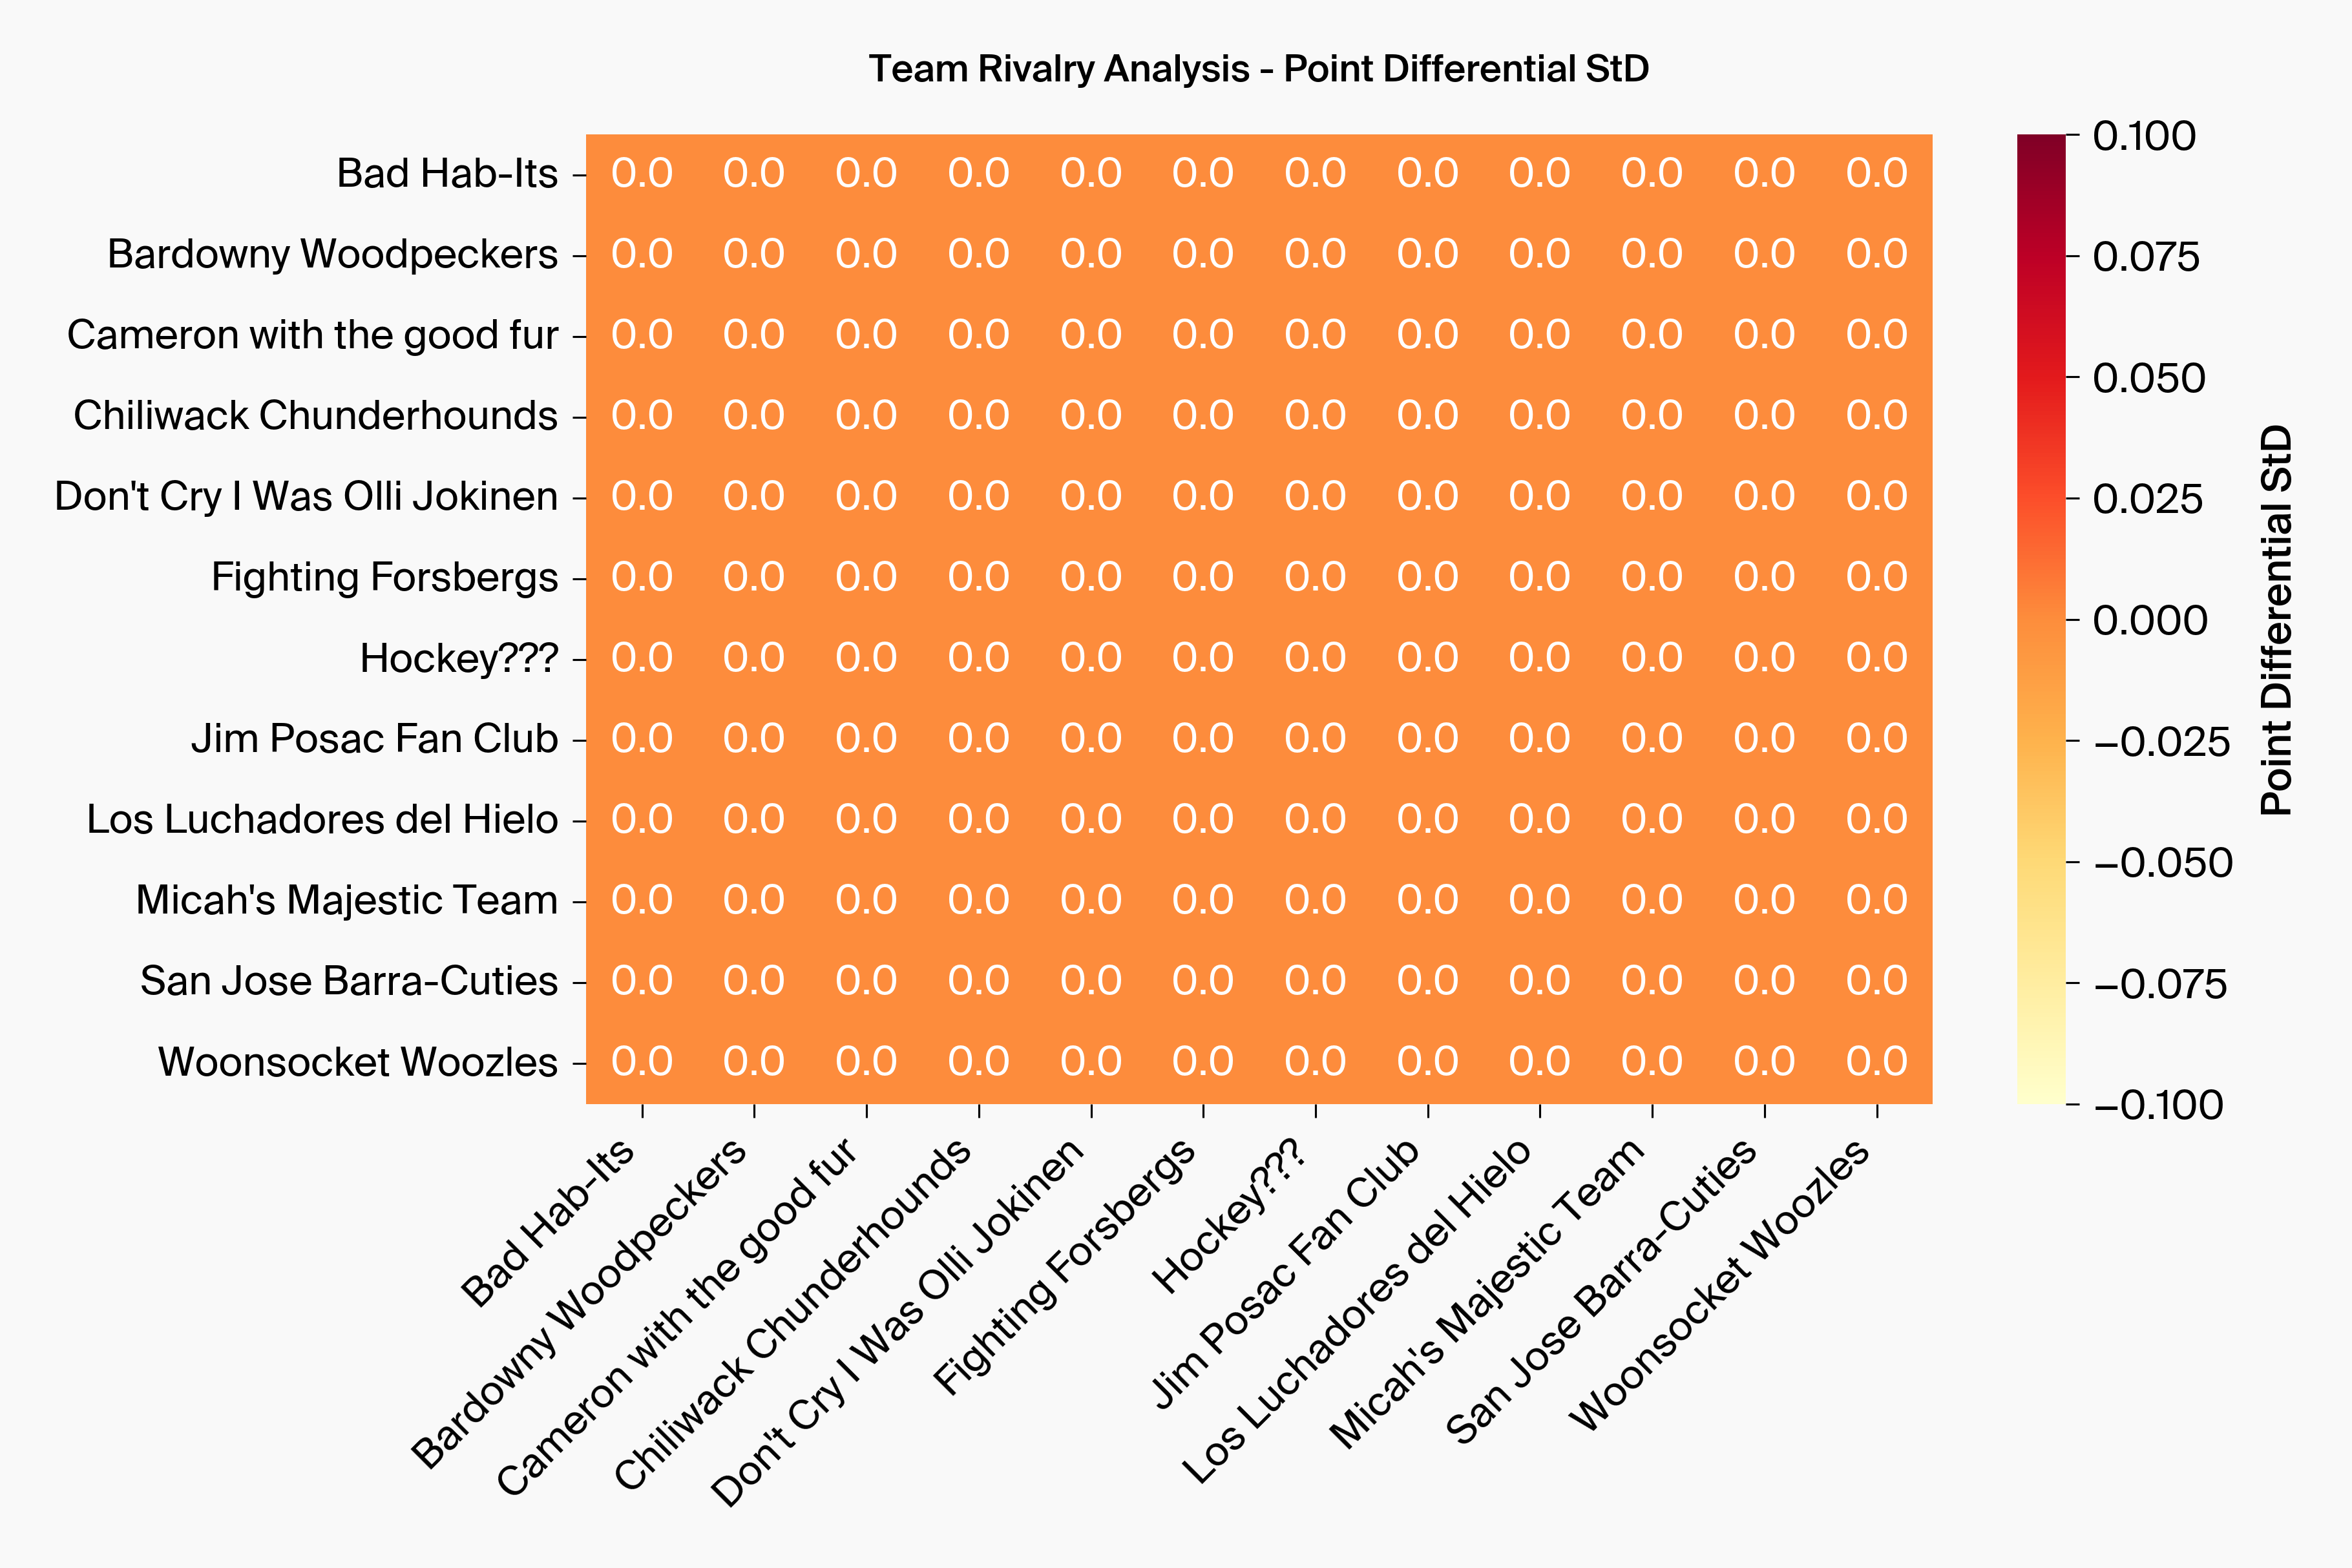 Team Rivalry Analysis - Point Differential StD
Bad Hab-Its 0.0 0.0 0.0 0.0 0.0 0.0 0.0 0.0 0.0 0.0 0.0 0.0
Bardowny Woodpeckers 0.0 0.0 0.0 0.0 0.0 0.0 0.0 0.0 0.0 0.0 0.0 0.0
Cameron with the good fur 0.0 0.0 0.0 0.0 0.0 0.0 0.0 0.0 0.0 0.0 0.0 0.0
Chiliwack Chunderhounds 0.0 0.0 0.0 0.0 0.0 0.0 0.0 0.0 0.0 0.0 0.0 0.0
Don't Cry I Was Olli Jokinen 0.0 0.0 0.0 0.0 0.0 0.0 0.0 0.0 0.0 0.0 0.0 0.0
Fighting Forsbergs 0.0 0.0 0.0 0.0 0.0 0.0 0.0 0.0 0.0 0.0 0.0 0.0
Hockey??? 0.0 0.0 0.0 0.0 0.0 0.0 0.0 0.0 0.0 0.0 0.0 0.0
Jim Posac Fan Club 0.0 0.0 0.0 0.0 0.0 0.0 0.0 0.0 0.0 0.0 0.0 0.0
Los Luchadores del Hielo 0.0 0.0 0.0 0.0 0.0 0.0 0.0 0.0 0.0 0.0 0.0 0.0
Micah's Majestic Team 0.0 0.0 0.0 0.0 0.0 0.0 0.0 0.0 0.0 0.0 0.0 0.0
San Jose Barra-Cuties 0.0 0.0 0.0 0.0 0.0 0.0 0.0 0.0 0.0 0.0 0.0 0.0
Woonsocket Woozles 0.0 0.0 0.0 0.0 0.0 0.0 0.0 0.0 0.0 0.0 0.0 0.0
Bad Hab-Its
Bardowny Woodpeckers
Cameron with the good fur
Chiliwack Chunderhounds
Don't Cry I Was Olli Jokinen
Fighting Forsbergs
Hockey???
Jim Posac Fan Club
Los Luchadores del Hielo
Micah's Majestic Team
San Jose Barra-Cuties
Woonsocket Woozles
0.100
0.075
0.050
0.025
0.000
−0.025
−0.050
−0.075
−0.100
Point Differential StD